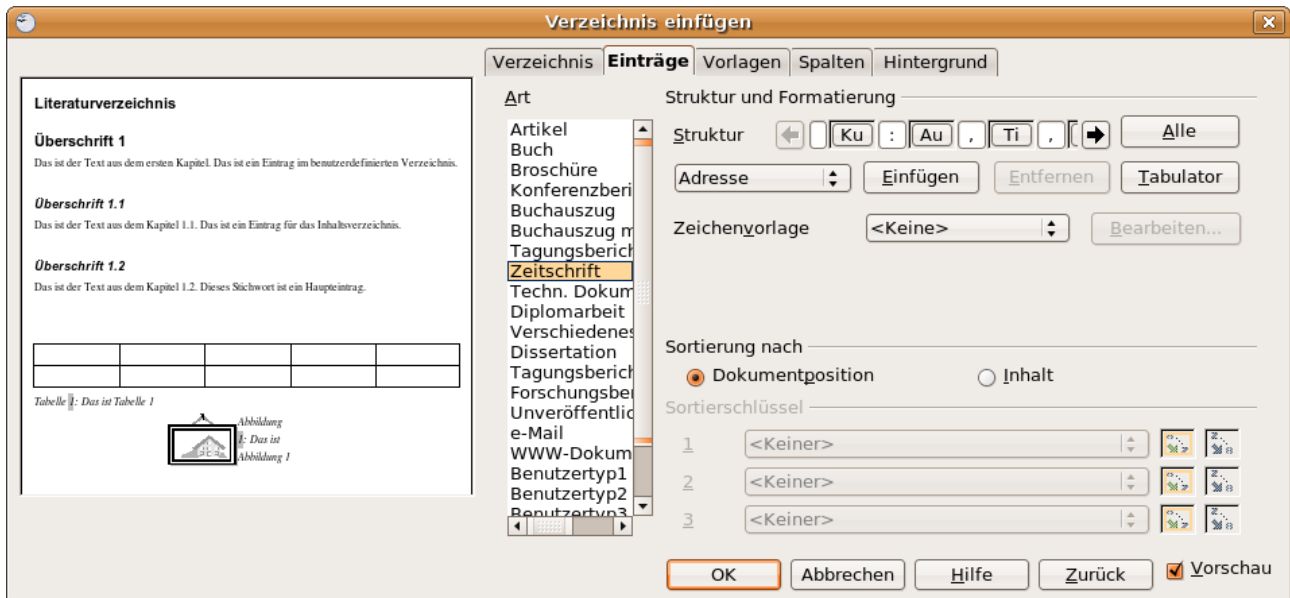 Verzeichnis einfügen
Verzeichnis Einträge Vorlagen Spalten Hintergrund
Literaturverzeichnis
Überschrift 1
Das ist der Text aus dem ersten Kapitel. Das ist ein Eintrag im benutzerdefinierten Verzeichnis.
Überschrift 1.1
Das ist der Text aus dem Kapitel 1.1. Das ist ein Eintrag für das Inhaltsverzeichnis.
Überschrift 1.2
Das ist der Text aus dem Kapitel 1.2. Dieses Stichwort ist ein Haupteintrag.
Tabelle 1: Das ist Tabelle 1
Abbildung
1: Das ist
Abbildung 1
Art
Artikel
Buch
Broschüre
Konferenzberi
Buchauszug
Buchauszug m
Tagungsberich
Zeitschrift
Techn. Dokum
Diplomarbeit
Verschiedenes
Dissertation
Tagungsberich
Forschungsber
Unveröffentlic
e-Mail
WWW-Dokum
Benutzertyp1
Benutzertyp2
Benutzertyp3
Struktur und Formatierung
Struktur Ku : Au , Ti , Alle
Adresse Einfügen Entfernen Tabulator
Zeichenvorlage <Keine> Bearbeiten...
Sortierung nach
Dokumentposition Inhalt
Sortierschlüssel
1 <Keiner>
2 <Keiner>
3 <Keiner>
OK Abbrechen Hilfe Zurück Vorschau